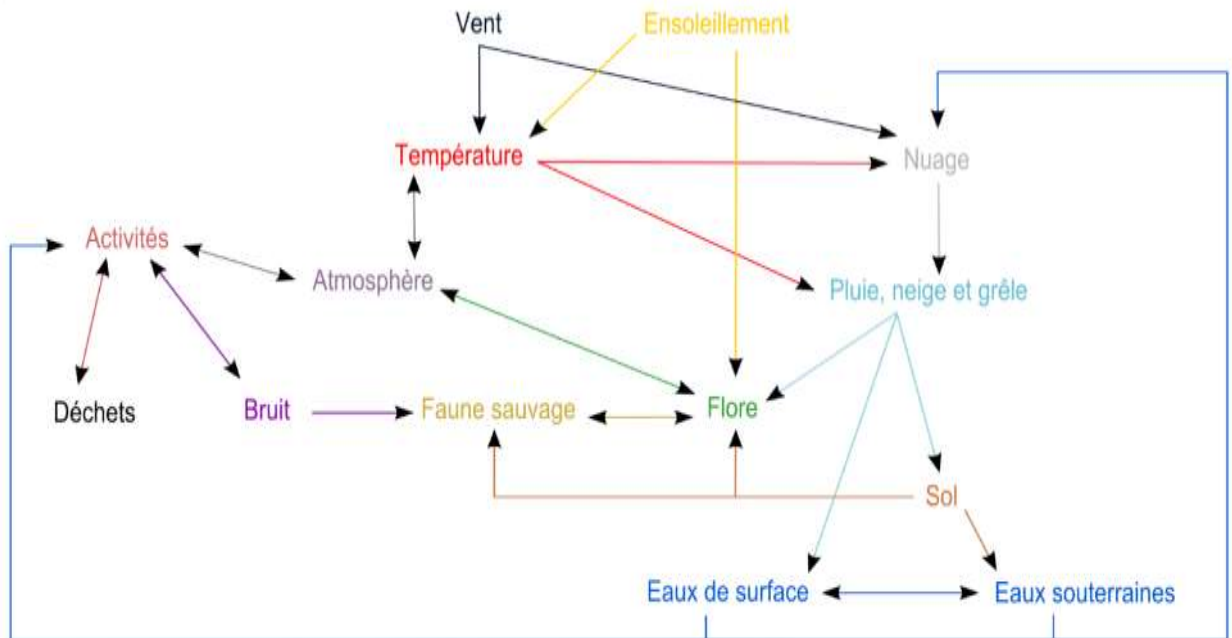 Vent
Ensoleillement
Température
Nuage
Activités
Atmosphère
Pluie, neige et grêle
Déchets
Bruit
Faune sauvage
Flore
Sol
Eaux de surface
Eaux souterraines